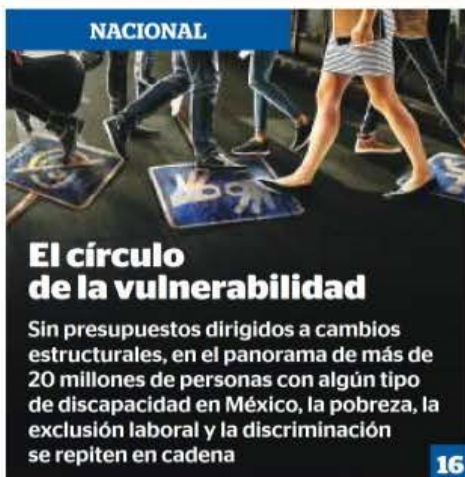 NACIONAL
El círculo
de la vulnerabilidad
Sin presupuestos dirigidos a cambios
estructurales, en el panorama de más de
20 millones de personas con algún tipo
de discapacidad en México, la pobreza, la
exclusión laboral y la discriminación
se repiten en cadena
16